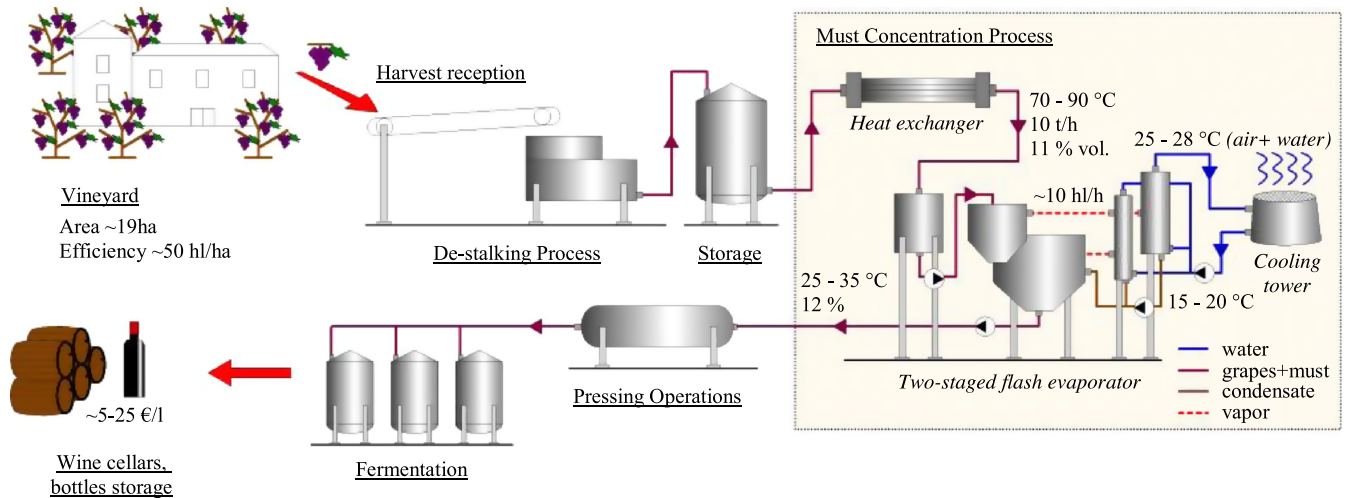 Vineyard
Area ~19ha
Efficiency ~50 hl/ha
Harvest reception
De-stalking Process
Storage
Must Concentration Process
Heat exchanger
70 - 90 °C
10 t/h
11 % vol.
25 - 28 °C (air+ water)
~10 hl/h
Cooling
tower
15 - 20 °C
25 - 35 °C
12 %
Two-staged flash evaporator
water
grapes+must
condensate
vapor
Pressing Operations
Fermentation
~5-25 €/l
Wine cellars,
bottles storage